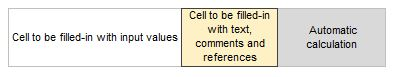 Cell to be filled-in with input values
Cell to be filled-in
with text,
comments and
references
Automatic
calculation